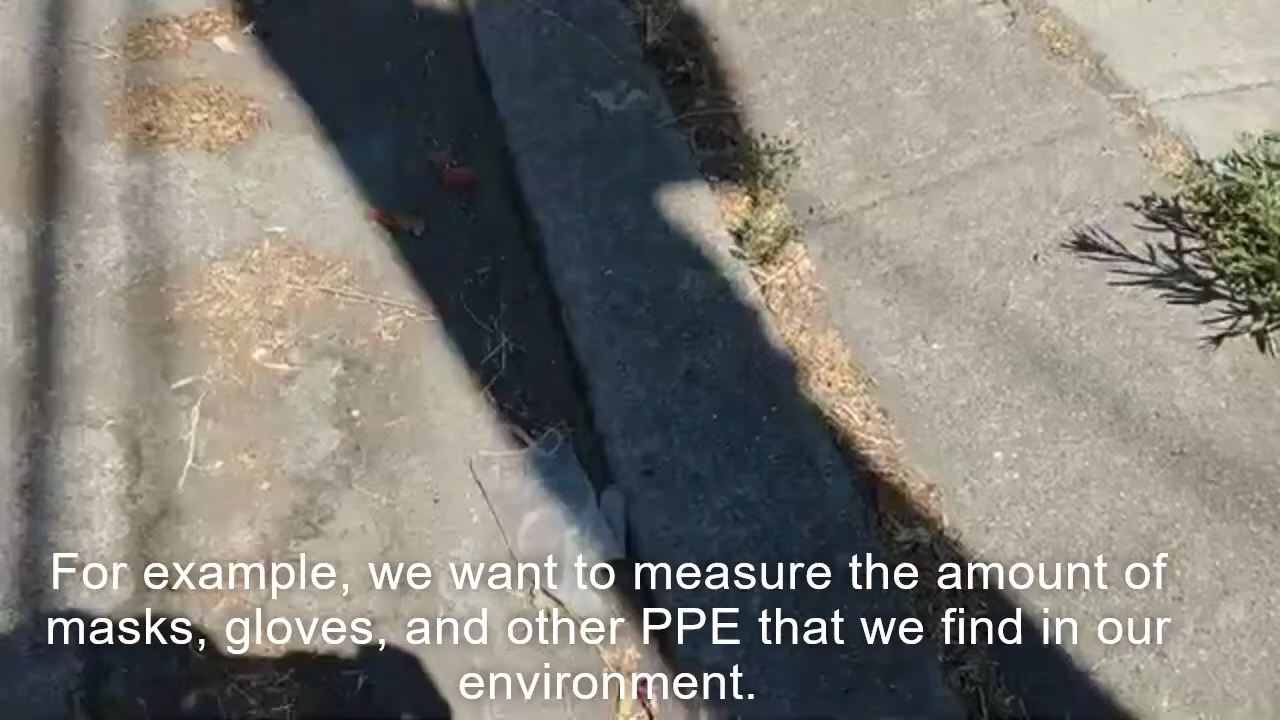 For example, we want to measure the amount of
masks, gloves, and other PPE that we find in our
environment.